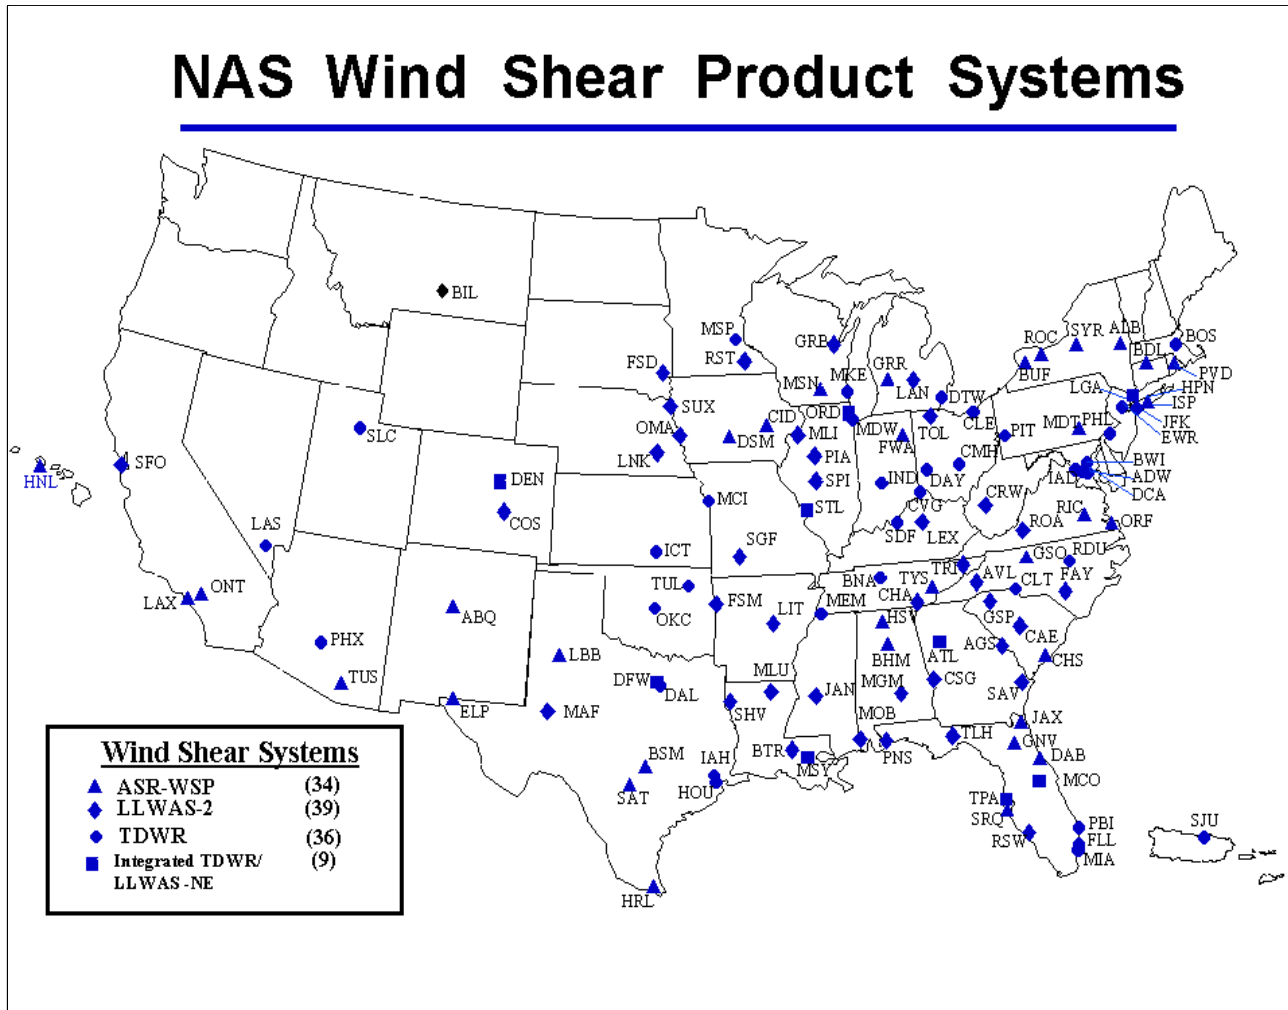 NAS Wind Shear Product Systems
BIL
MSP
RST
GRB
ROC
SYR
ALB
BOS
BUF
BDL
PVD
FSD
MSN
MKE
GRR
LAN
DTW
LGA
HPN
ISP
JFK
EWR
SUX
CID
ORD
MDW
TOL
CLE
PIT
MDT
PHL
OMA
DSM
MLI
FWA
SLC
LNK
PIA
IND
DAY
CMH
BWI
ADW
DCA
IAD
SFO
HNL
DEN
SPI
COS
MCI
STL
CVG
CRW
RIC
ORF
LAS
SDF
LEX
ROA
ICT
SGF
GSO
RDU
TUL
BNA
TYS
TRI
AVL
CLT
FAY
ONT
LAX
ABQ
OKC
FSM
LIT
MEM
CHA
HSV
GSP
CAE
PHX
LBB
BHM
ATL
AGS
CHS
TUS
DFW
DAL
MLU
JAN
MGM
CSG
SAV
ELP
MAF
SHV
MOB
JAX
TLH
GNV
BSM
IAH
BTR
MSY
PNS
DAB
SAT
HOU
MCO
TPA
SRQ
RSW
PBI
FLL
MIA
SJU
HRL
Wind Shear Systems
ASR-WSP (34)
LLWAS-2 (39)
TDWR (36)
Integrated TDWR/ (9)
LLWAS-NE